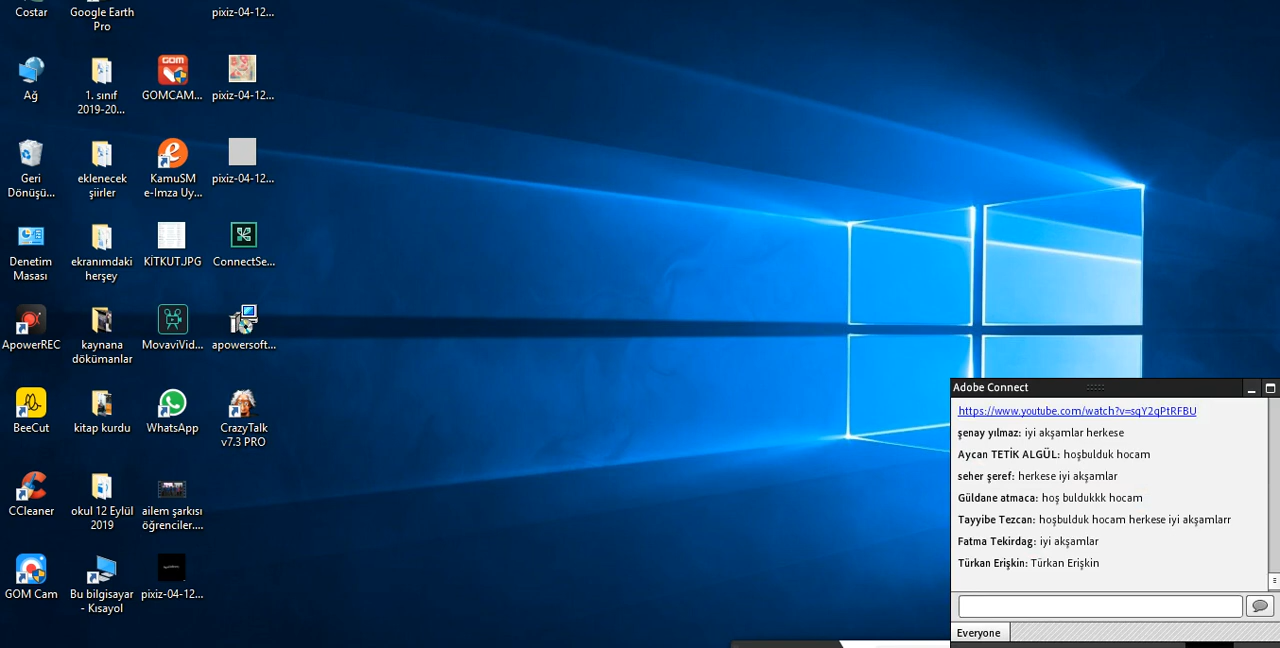 Costar
Google Earth
Pro
pixiz-04-12...
Ağ
1. sınıf
2019-20...
GOMCAM...
pixiz-04-12...
Geri
Dönüşü...
eklenecek
şiirler
KamuSM
e-Imza Uy...
pixiz-04-12...
Denetim
Masası
ekranımdaki
herşey
KİTKUT.JPG
ConnectSe...
ApowerREC
kaynana
dökümanlar
MovaviVid...
apowersoft...
BeeCut
kitap kurdu
WhatsApp
CrazyTalk
v7.3 PRO
CCleaner
okul 12 Eylül
2019
ailem şarkısı
öğrenciler....
GOM Cam
Bu bilgisayar
- Kısayol
pixiz-04-12...
Adobe Connect
https://www.youtube.com/watch?v=sqY2qPtRFBU
şenay yılmaz: iyi akşamlar herkese
Aycan TETİK ALGÜL: hoşbulduk hocam
seher şeref: herkese iyi akşamlar
Güldane atmaca: hoş buldukkk hocam
Tayyibe Tezcan: hoşbulduk hocam herkese iyi akşamlarr
Fatma Tekirdag: iyi akşamlar
Türkan Erişkin: Türkan Erişkin
Everyone